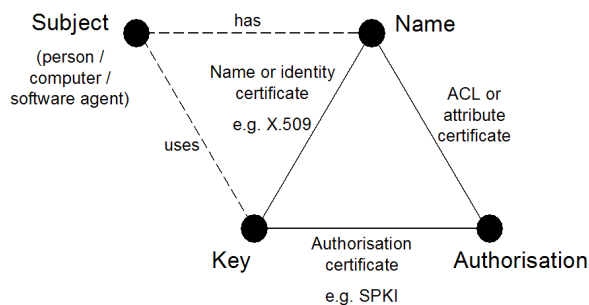 Subject
(person /
computer /
software agent)
has
Name
Name or identity
certificate
e.g. X.509
ACL or
attribute
certificate
uses
Key
Authorisation
certificate
e.g. SPKI
Authorisation